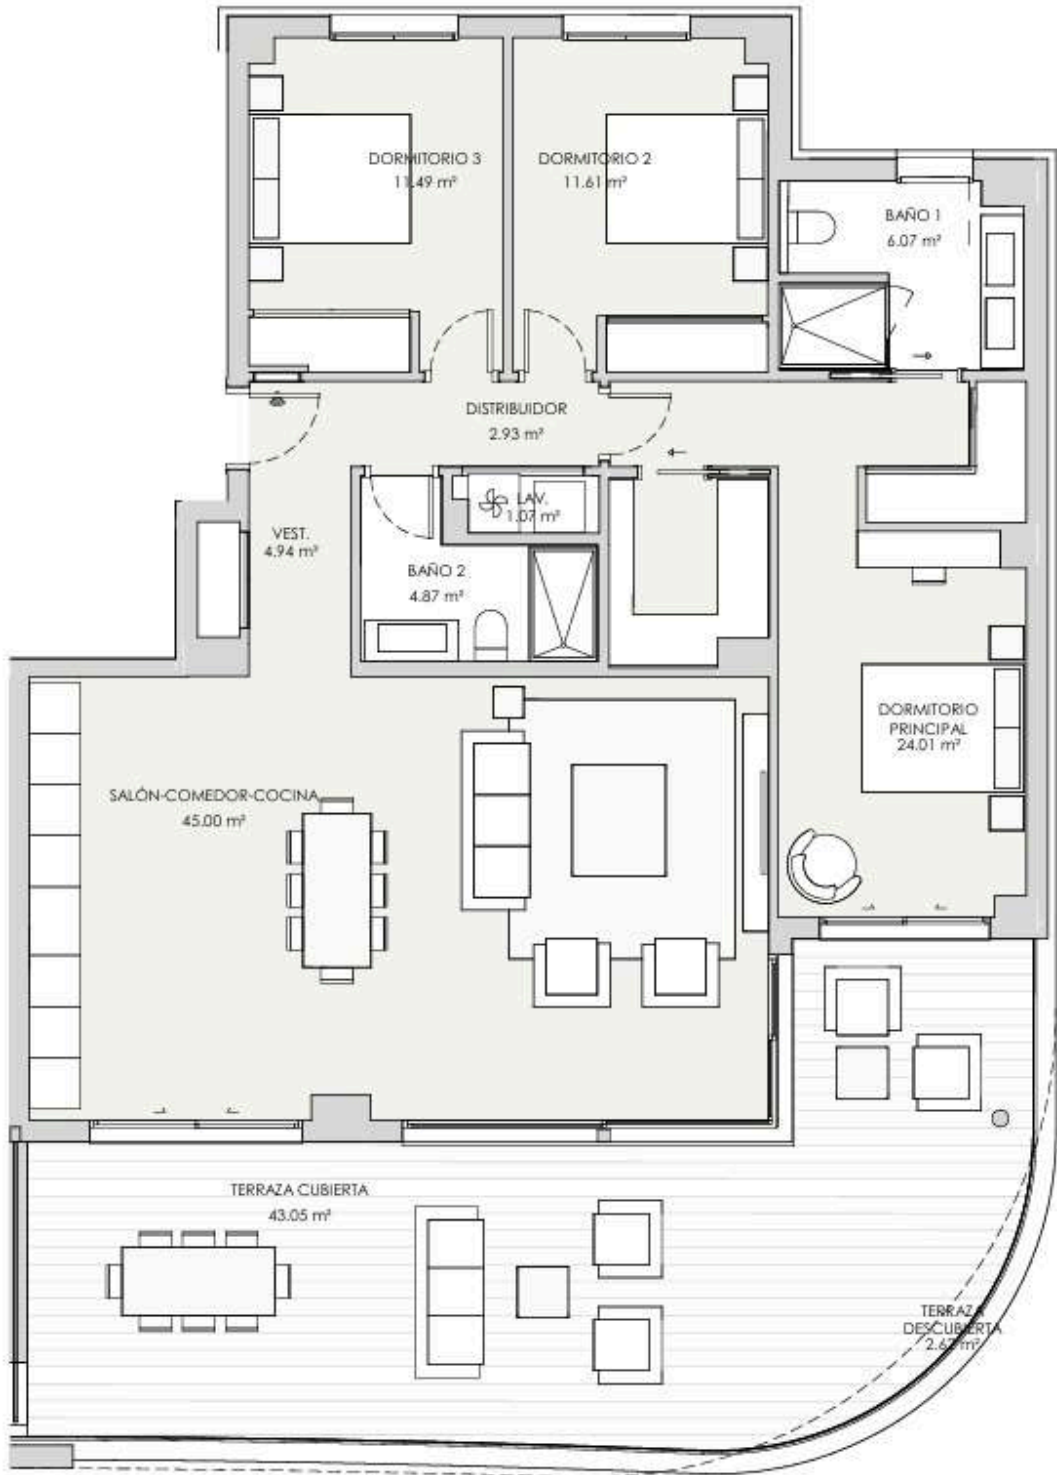 DORMITORIO 3
11.49 m²
DORMITORIO 2
11.61 m²
BAÑO 1
6.07 m²
DISTRIBUIDOR
2.93 m²
LAV.
1.07 m²
VEST.
4.94 m²
BAÑO 2
4.87 m²
DORMITORIO
PRINCIPAL
24.01 m²
SALÓN-COMEDOR-COCINA
45.00 m²
TERRAZA CUBIERTA
43.05 m²
TERRAZA
DESCUBIERTA